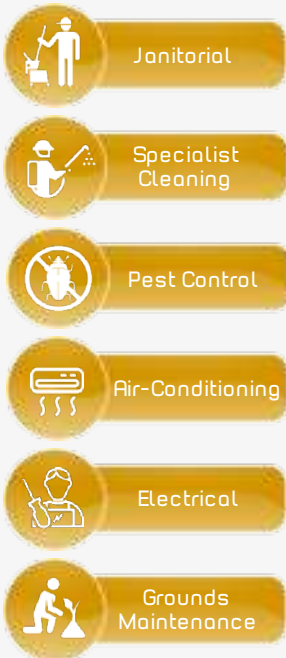 Janitorial
Specialist
Cleaning
Pest Control
Air-Conditioning
Electrical
Grounds
Maintenance